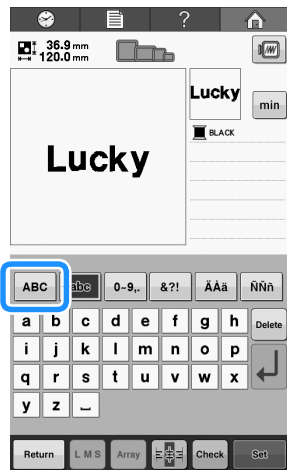 ?
36.9 mm
120.0 mm
Lucky
Lucky
min
BLACK
ABC abc 0~9,. &?! ÄÀä ÑÑñ
a b c d e f g h Delete
i j k l m n o p
q r s t u v w x
y z
Return L M S Array Check Set